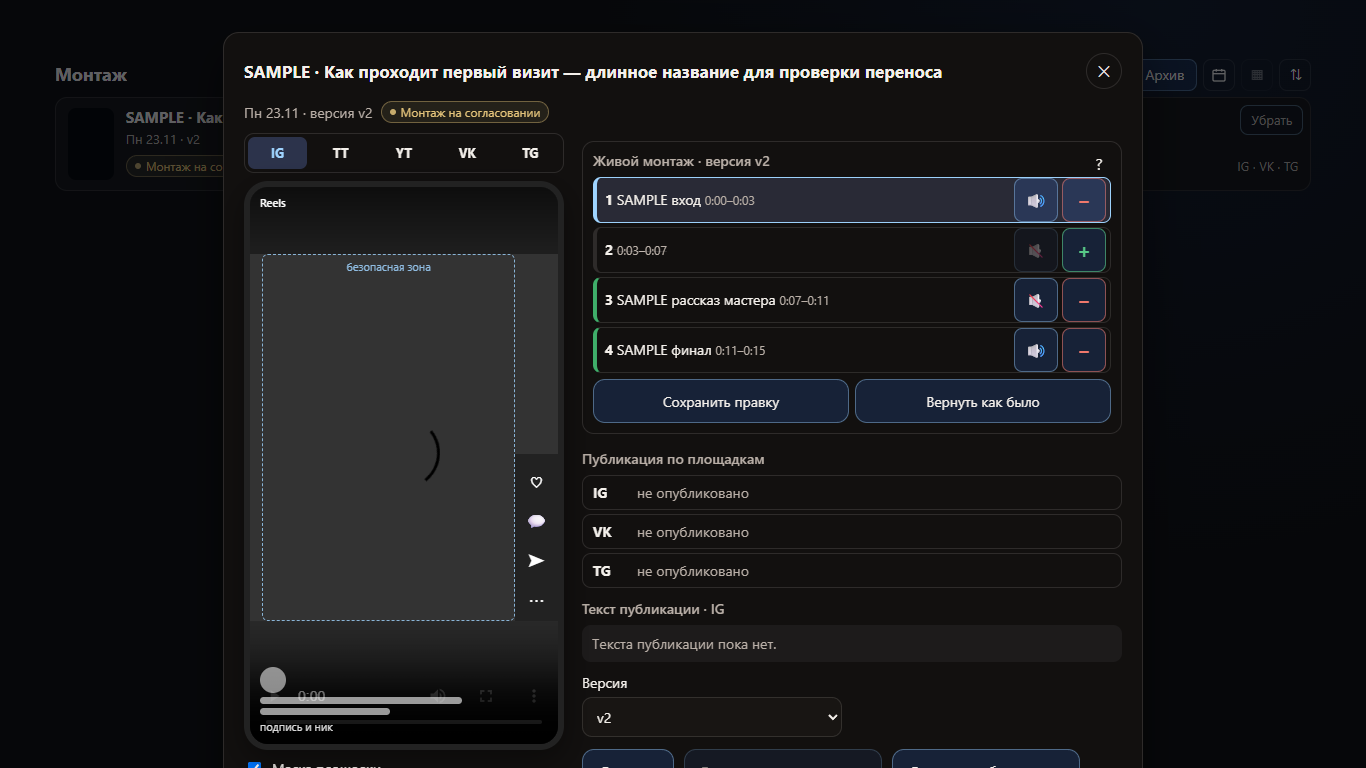 Монтаж
SAMPLE · Как
Пн 23.11 · v2
Монтаж на со
Архив
Убрать
IG · VK · TG
SAMPLE · Как проходит первый визит — длинное название для проверки переноса
Пн 23.11 · версия v2
Монтаж на согласовании
IG TT YT VK TG
Reels
безопасная зона
0:00
подпись и ник
Живой монтаж · версия v2
?
1 SAMPLE вход 0:00–0:03
2 0:03–0:07
3 SAMPLE рассказ мастера 0:07–0:11
4 SAMPLE финал 0:11–0:15
Сохранить правку
Вернуть как было
Публикация по площадкам
IG не опубликовано
VK не опубликовано
TG не опубликовано
Текст публикации · IG
Текста публикации пока нет.
Версия
v2